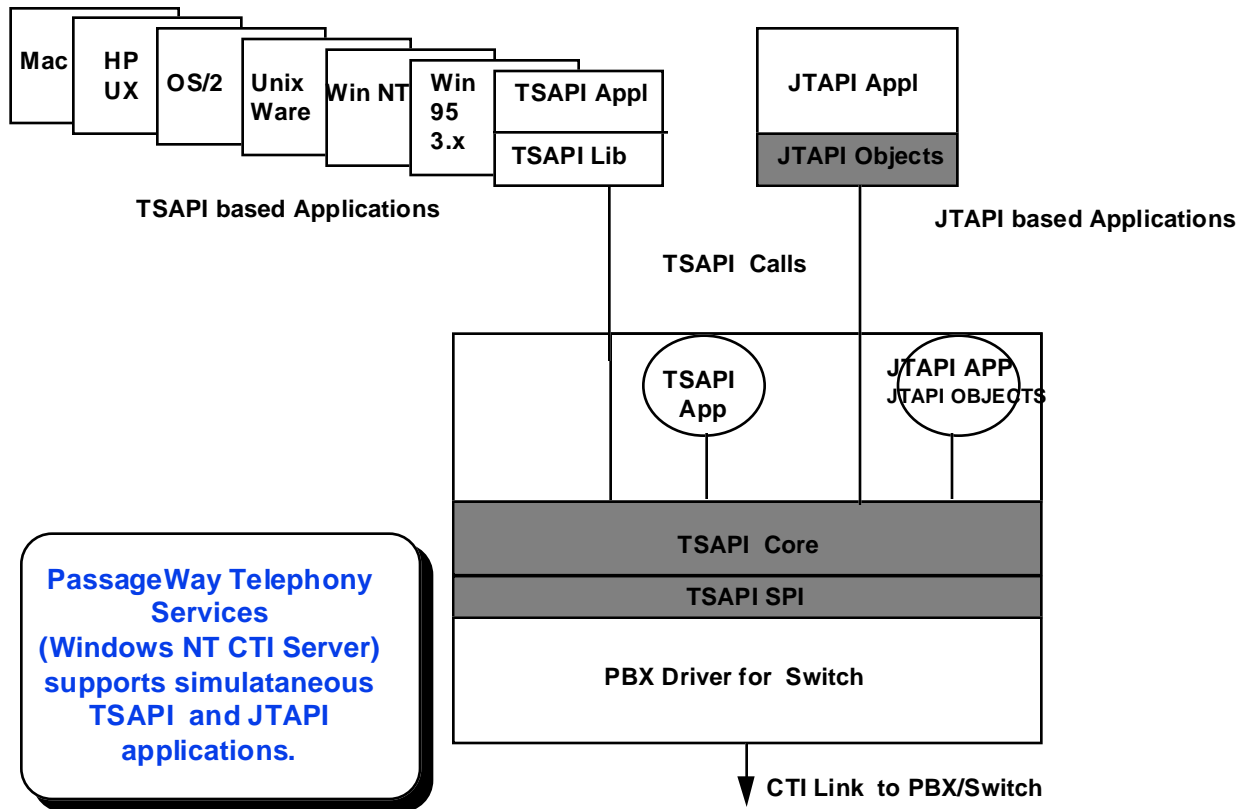 Mac
HP
UX
OS/2
Unix
Ware
Win NT
Win
95
3.x
TSAPI Appl
TSAPI Lib
JTAPI Appl
JTAPI Objects
TSAPI based Applications
JTAPI based Applications
TSAPI Calls
TSAPI
App
JTAPI APP
JTAPI OBJECTS
TSAPI Core
TSAPI SPI
PBX Driver for Switch
CTI Link to PBX/Switch
PassageWay Telephony
Services
(Windows NT CTI Server)
supports simulataneous
TSAPI and JTAPI
applications.